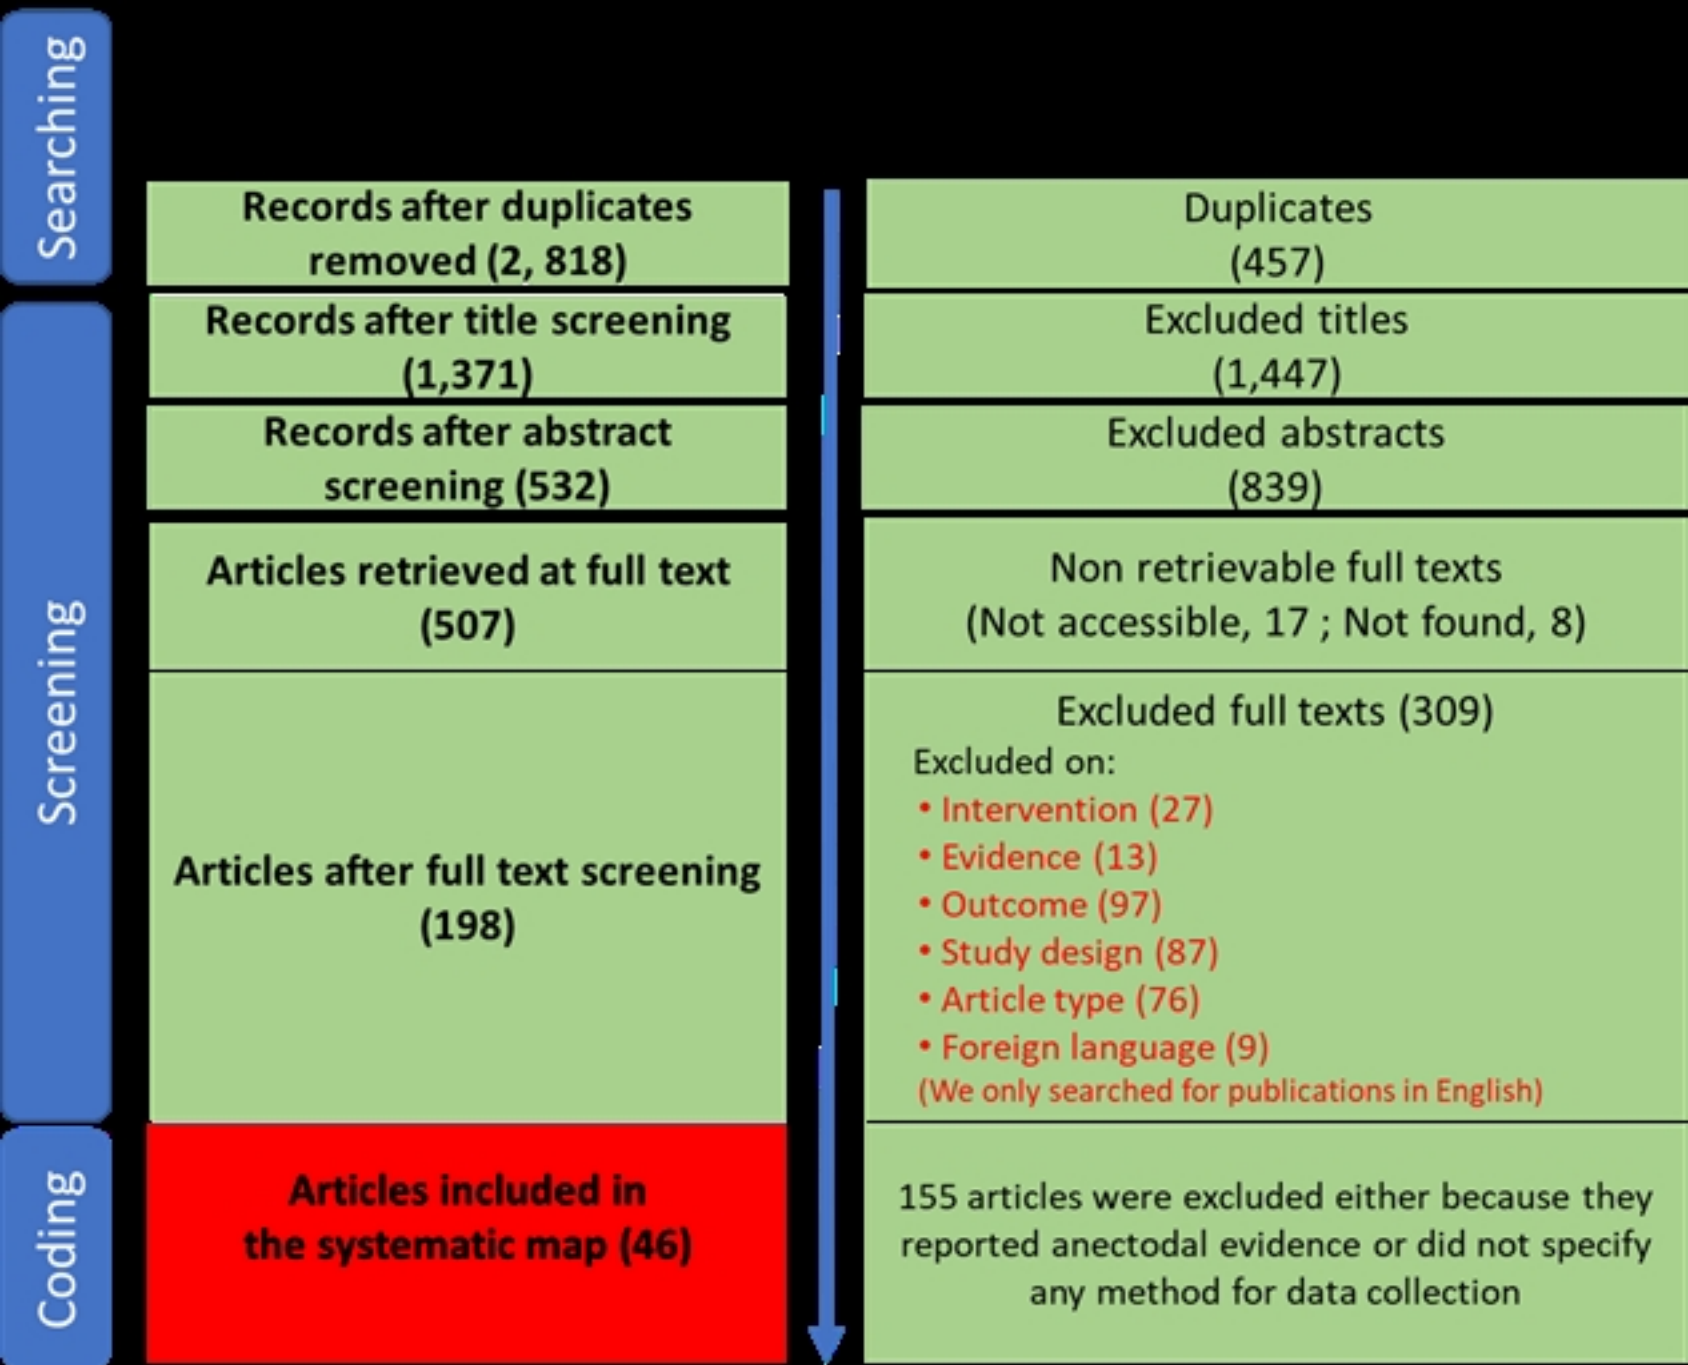 Searching
Records after duplicates
removed (2, 818)
Duplicates
(457)
Screening
Records after title screening
(1,371)
Excluded titles
(1,447)
Records after abstract
screening (532)
Excluded abstracts
(839)
Articles retrieved at full text
(507)
Non retrievable full texts
(Not accessible, 17 ; Not found, 8)
Articles after full text screening
(198)
Excluded full texts (309)
Excluded on:
• Intervention (27)
• Evidence (13)
• Outcome (97)
• Study design (87)
• Article type (76)
• Foreign language (9)
(We only searched for publications in English)
Coding
Articles included in
the systematic map (46)
155 articles were excluded either because they
reported anectodal evidence or did not specify
any method for data collection